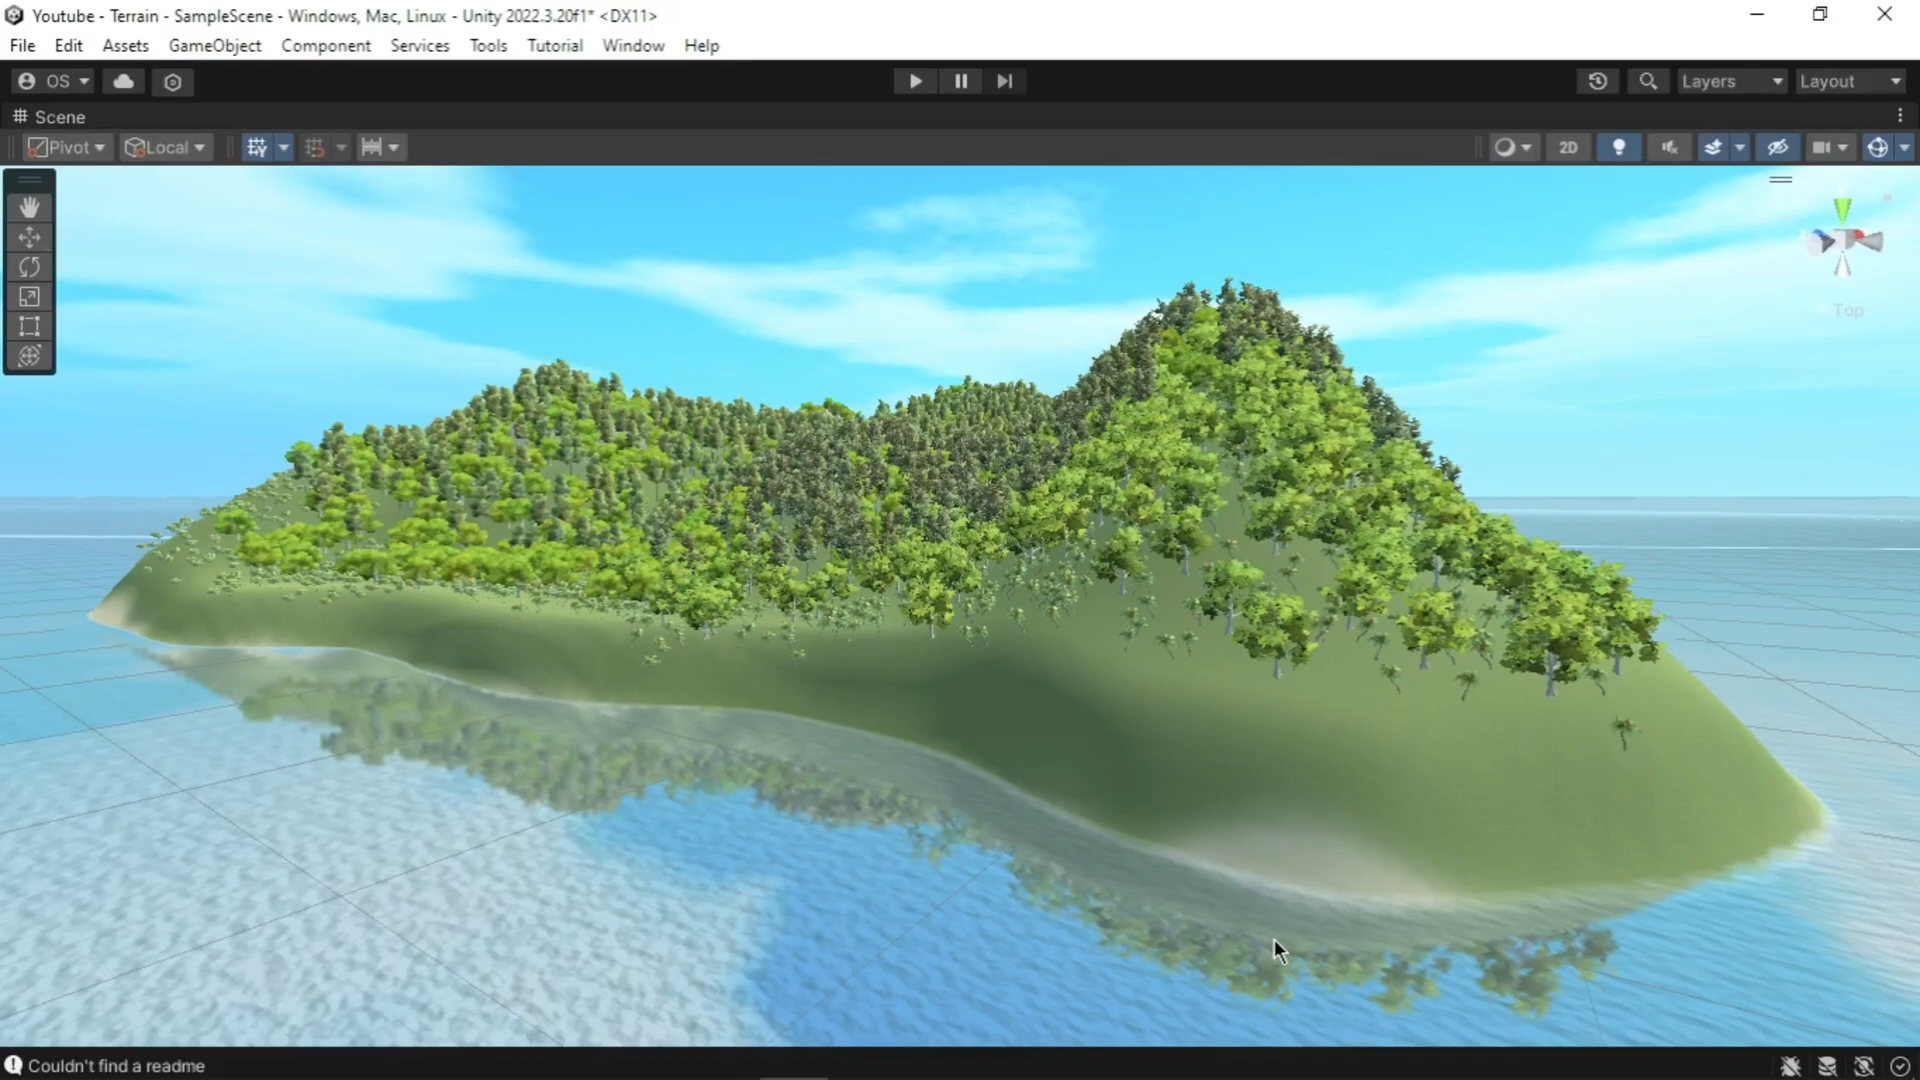 Youtube - Terrain - SampleScene - Windows, Mac, Linux - Unity 2022.3.20f1* <DX11>
File Edit Assets GameObject Component Services Tools Tutorial Window Help
OS Layers Layout
Scene
Pivot Local 2D
Top
Couldn't find a readme